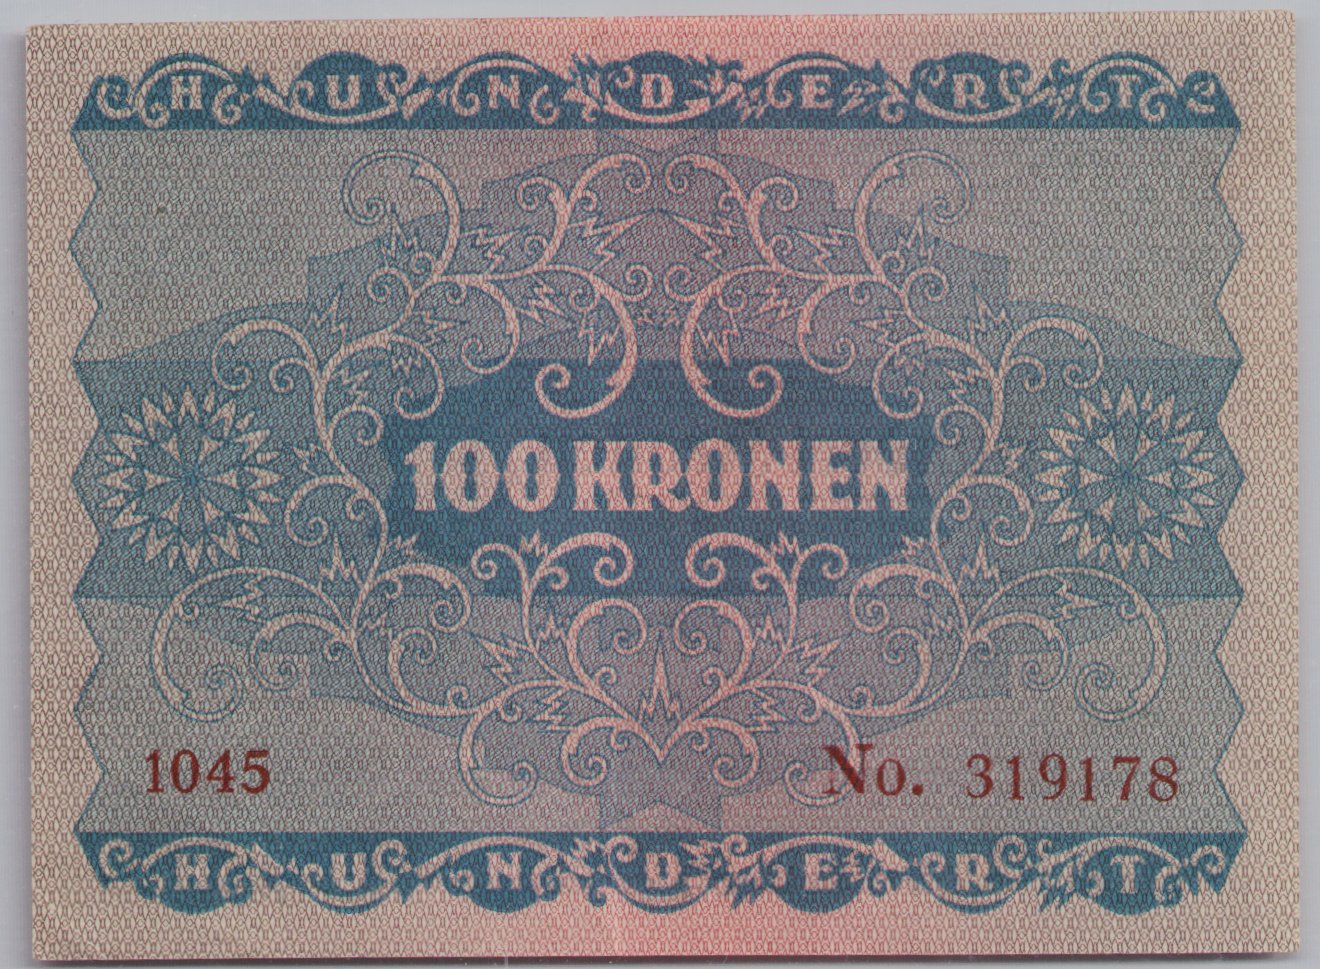 HUNDERT
100 KRONEN
1045 No. 319178
HUNDERT